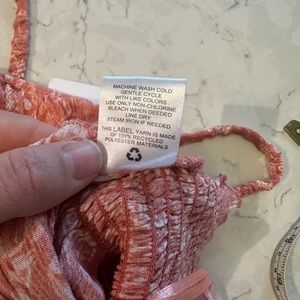 MACHINE WASH COLD
GENTLE CYCLE
WITH LIKE COLORS
USE ONLY NON-CHLORINE
BLEACH WHEN NEEDED
LINE DRY
STEAM IRON IF NEEDED
THIS LABEL YARN IS MADE
OF 100% RECYCLED
POLYESTER MATERIALS